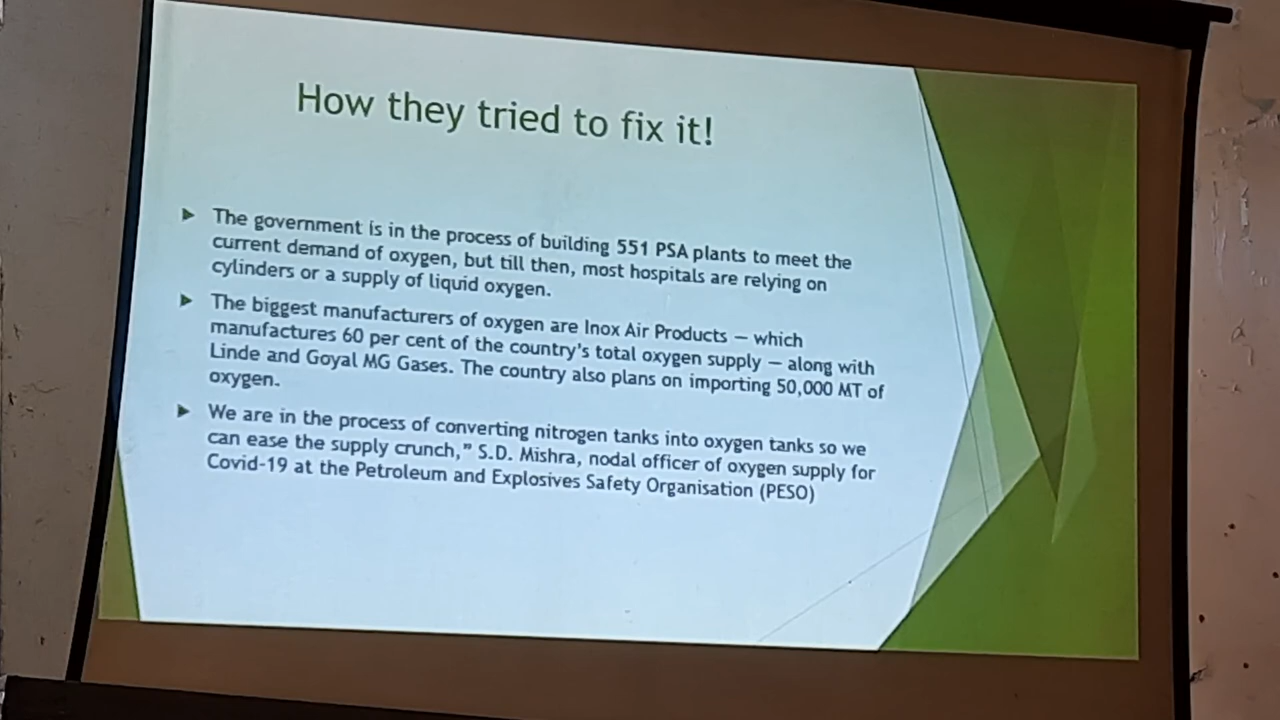 How they tried to fix it!
The government is in the process of building 551 PSA plants to meet the
current demand of oxygen, but till then, most hospitals are relying on
cylinders or a supply of liquid oxygen.
The biggest manufacturers of oxygen are Inox Air Products — which
manufactures 60 per cent of the country's total oxygen supply — along with
Linde and Goyal MG Gases. The country also plans on importing 50,000 MT of
oxygen.
We are in the process of converting nitrogen tanks into oxygen tanks so we
can ease the supply crunch,” S.D. Mishra, nodal officer of oxygen supply for
Covid-19 at the Petroleum and Explosives Safety Organisation (PESO)